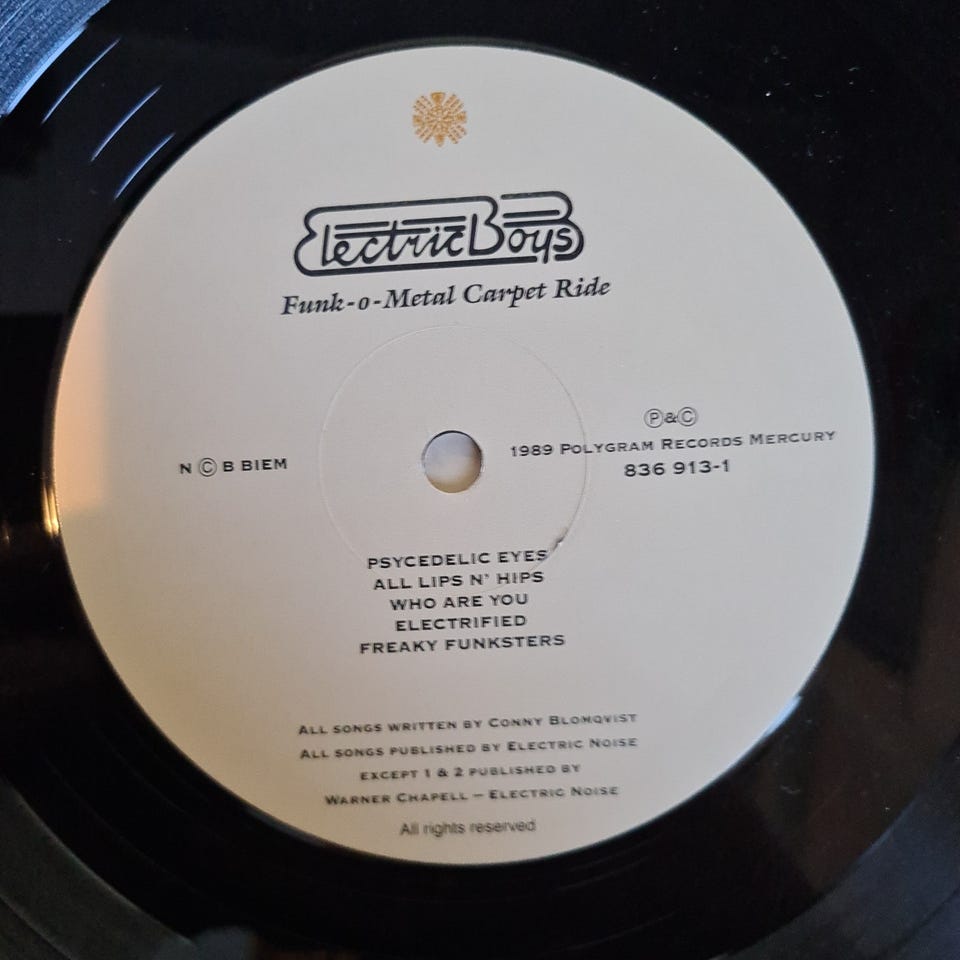 Electric Boys
Funk-o-Metal Carpet Ride
Ⓟ&Ⓒ
1989 POLYGRAM RECORDS MERCURY
836 913-1
N Ⓒ B BIEM
PSYCEDELIC EYES
ALL LIPS N' HIPS
WHO ARE YOU
ELECTRIFIED
FREAKY FUNKSTERS
ALL SONGS WRITTEN BY CONNY BLOMQVIST
ALL SONGS PUBLISHED BY ELECTRIC NOISE
EXCEPT 1 & 2 PUBLISHED BY
WARNER CHAPELL – ELECTRIC NOISE
All rights reserved